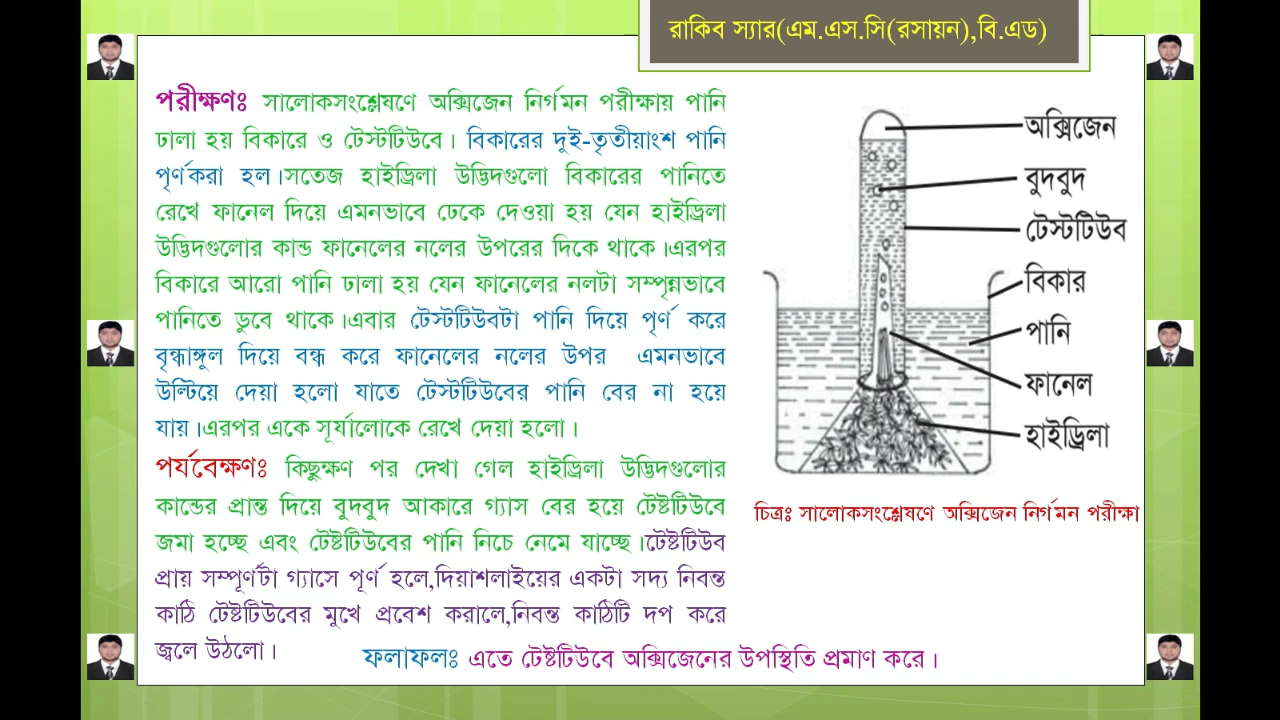 রাকিব স্যার(এম.এস.সি(রসায়ন),বি.এড)
পরীক্ষণঃ সালোকসংশ্লেষণে অক্সিজেন নির্গমন পরীক্ষায় পানি
ঢালা হয় বিকারে ও টেস্টটিউবে। বিকারের দুই-তৃতীয়াংশ পানি
পূর্ণকরা হল।সতেজ হাইড্রিলা উদ্ভিদগুলো বিকারের পানিতে
রেখে ফানেল দিয়ে এমনভাবে ঢেকে দেওয়া হয় যেন হাইড্রিলা
উদ্ভিদগুলোর কান্ড ফানেলের নলের উপরের দিকে থাকে।এরপর
বিকারে আরো পানি ঢালা হয় যেন ফানেলের নলটা সম্পৃন্নভাবে
পানিতে ডুবে থাকে।এবার টেস্টটিউবটা পানি দিয়ে পূর্ণ করে
বৃদ্ধাঙ্গুল দিয়ে বন্ধ করে ফানেলের নলের উপর এমনভাবে
উল্টিয়ে দেয়া হলো যাতে টেস্টটিউবের পানি বের না হয়ে
যায়।এরপর একে সূর্যালোকে রেখে দেয়া হলো।
পর্যবেক্ষণঃ কিছুক্ষণ পর দেখা গেল হাইড্রিলা উদ্ভিদগুলোর
কান্ডের প্রান্ত দিয়ে বুদবুদ আকারে গ্যাস বের হয়ে টেষ্টটিউবে
জমা হচ্ছে এবং টেষ্টটিউবের পানি নিচে নেমে যাচ্ছে।টেষ্টটিউব
প্রায় সম্পূর্ণটা গ্যাসে পূর্ণ হলে,দিয়াশলাইয়ের একটা সদ্য নিবন্ত
কাঠি টেষ্টটিউবের মুখে প্রবেশ করালে,নিবন্ত কাঠিটি দপ করে
জ্বলে উঠলো।
ফলাফলঃ এতে টেষ্টটিউবে অক্সিজেনের উপস্থিতি প্রমাণ করে।
অক্সিজেন
বুদবুদ
টেস্টটিউব
বিকার
পানি
ফানেল
হাইড্রিলা
চিত্রঃ সালোকসংশ্লেষণে অক্সিজেন নির্গমন পরীক্ষা